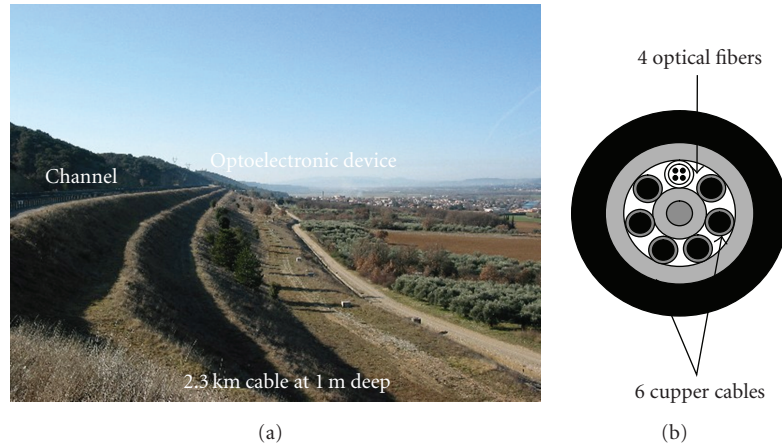 Channel
Optoelectronic device
2.3 km cable at 1 m deep
(a)
4 optical fibers
6 cupper cables
(b)